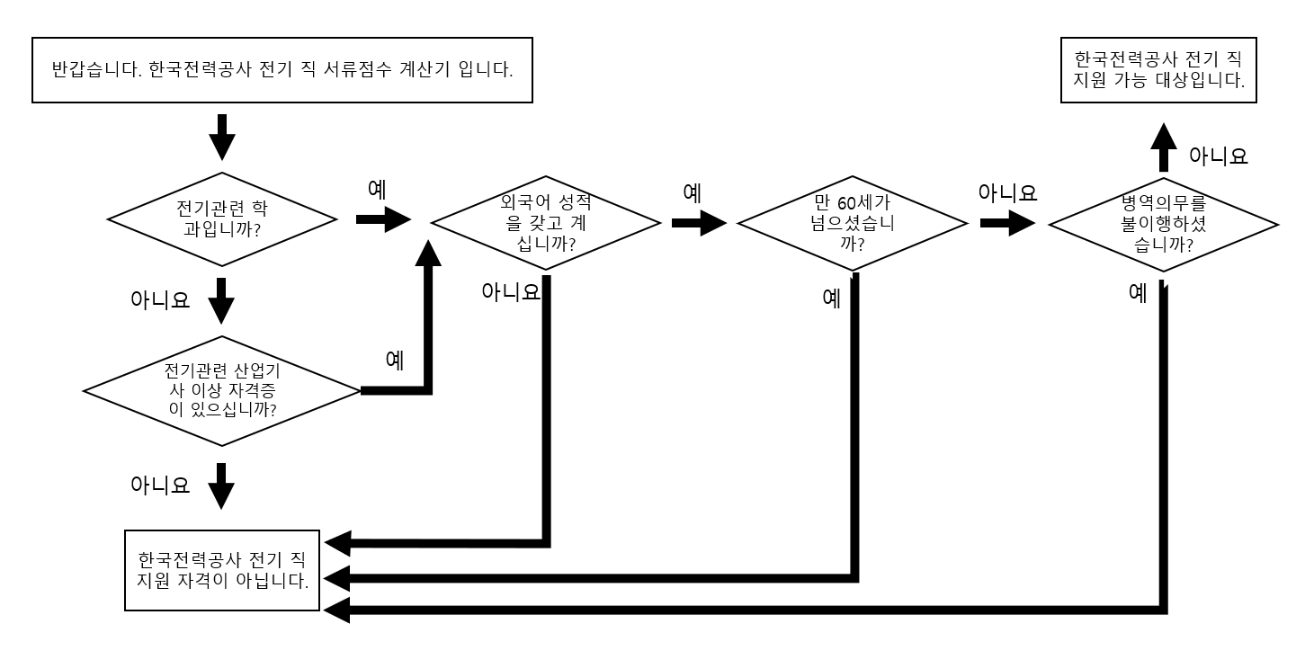 반갑습니다. 한국전력공사 전기 직 서류점수 계산기 입니다.
한국전력공사 전기 직
지원 가능 대상입니다.
아니요
전기관련 학
과입니까?
예
외국어 성적
을 갖고 계
십니까?
예
만 60세가
넘으셨습니
까?
아니요
병역의무를
불이행하셨
습니까?
아니요
아니요
예
예
전기관련 산업기
사 이상 자격증
이 있으십니까?
예
아니요
한국전력공사 전기 직
지원 자격이 아닙니다.